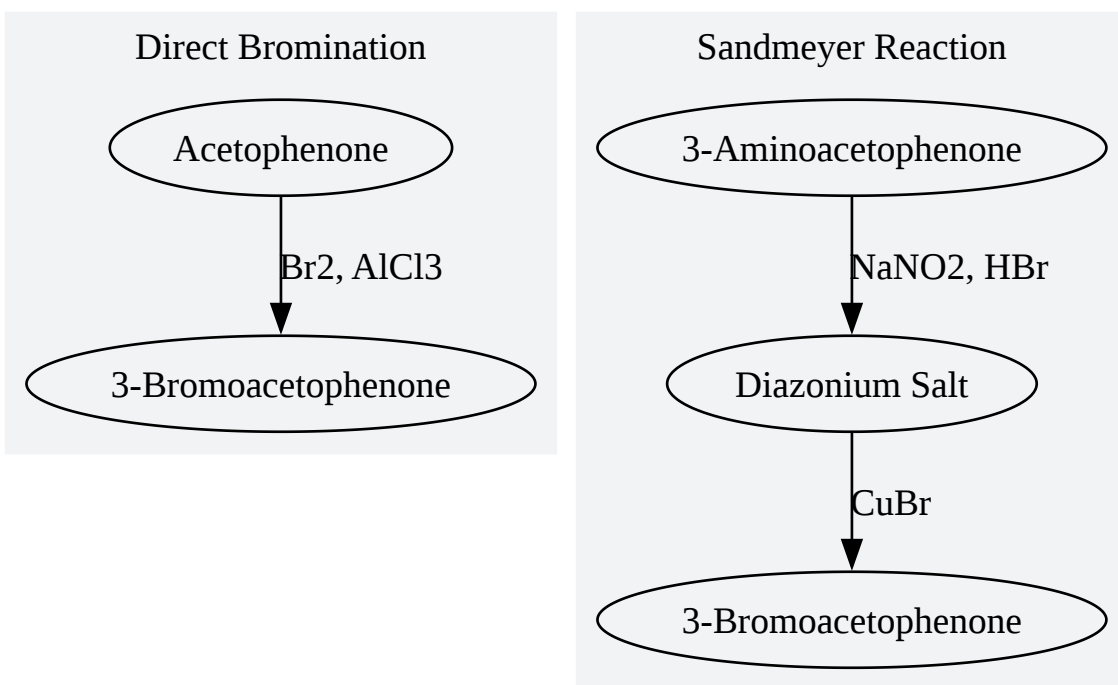 Direct Bromination
Acetophenone
Br2, AlCl3
3-Bromoacetophenone
Sandmeyer Reaction
3-Aminoacetophenone
NaNO2, HBr
Diazonium Salt
CuBr
3-Bromoacetophenone